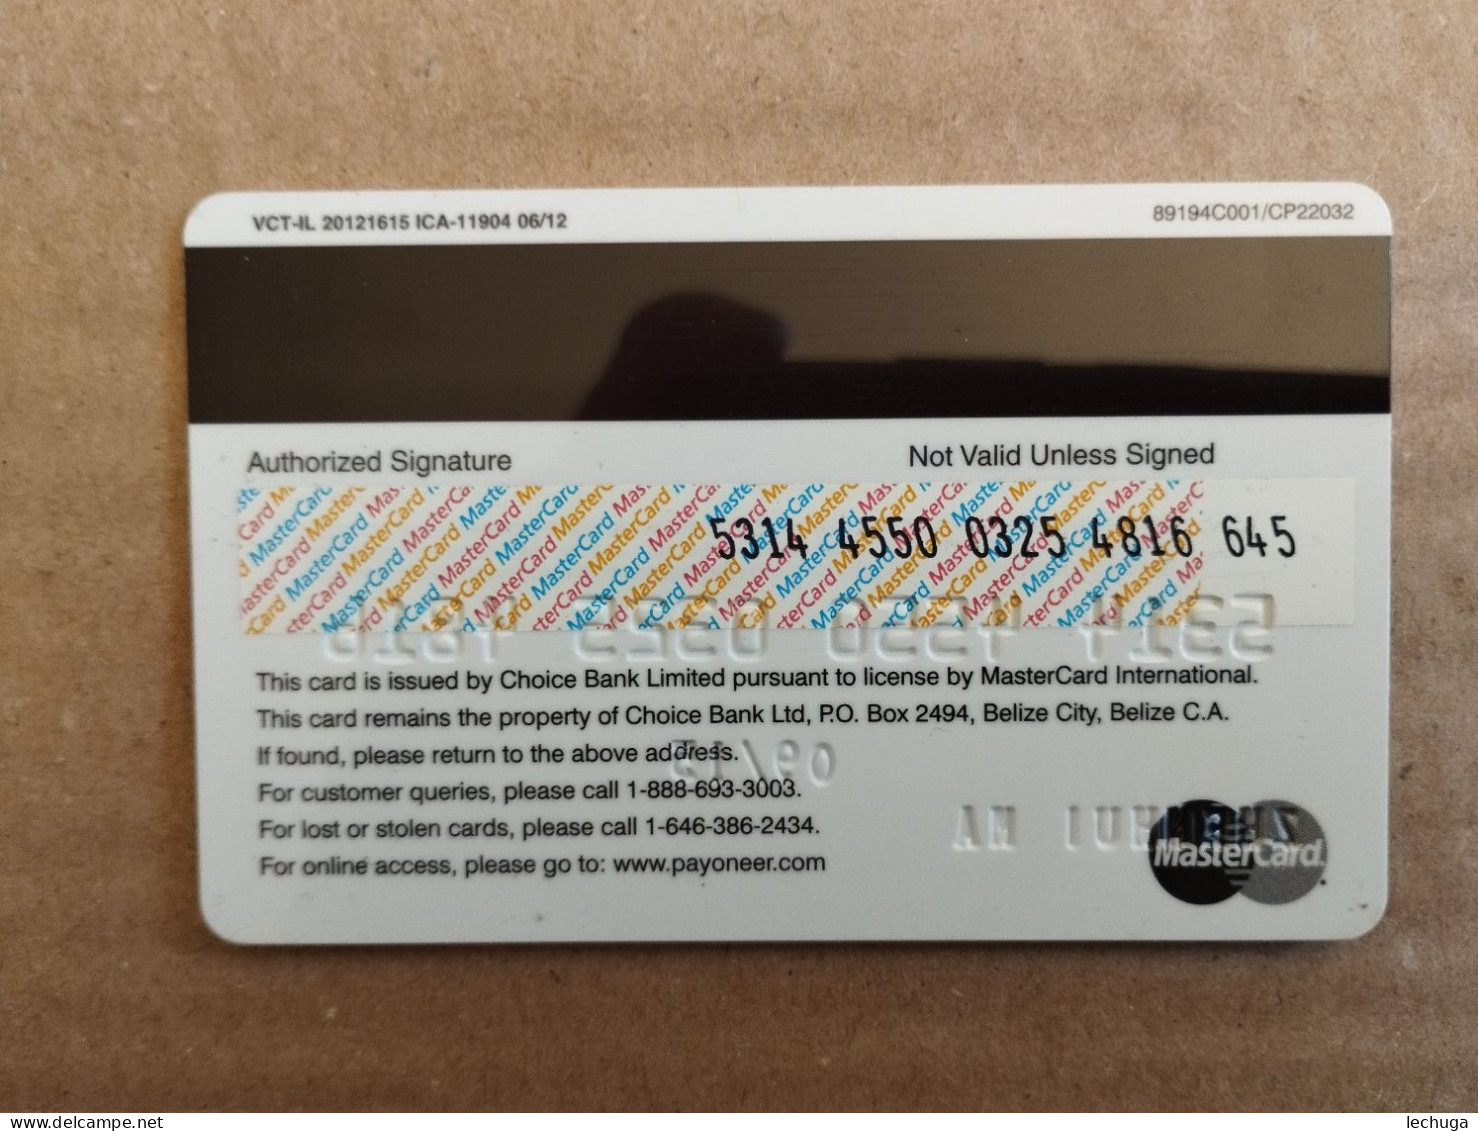 VCT-IL 20121615 ICA-11904 06/12
89194C001/CP22032
Authorized Signature
Not Valid Unless Signed
5314 4550 0325 4816 645
This card is issued by Choice Bank Limited pursuant to license by MasterCard International.
This card remains the property of Choice Bank Ltd, P.O. Box 2494, Belize City, Belize C.A.
If found, please return to the above address.
For customer queries, please call 1-888-693-3003.
For lost or stolen cards, please call 1-646-386-2434.
For online access, please go to: www.payoneer.com
MasterCard
lechuga